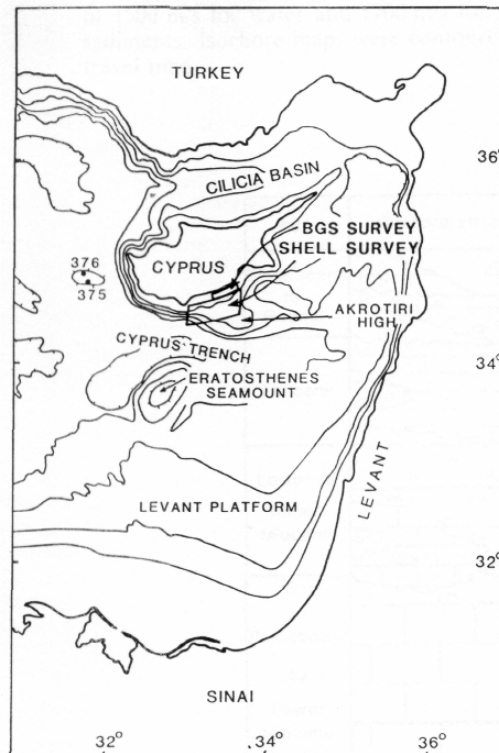 TURKEY
36°
CILICIA BASIN
BGS SURVEY
SHELL SURVEY
CYPRUS
376
375
AKROTIRI
HIGH
CYPRUS TRENCH
34°
ERATOSTHENES
SEAMOUNT
LEVANT
LEVANT PLATFORM
32°
SINAI
32°
34°
36°